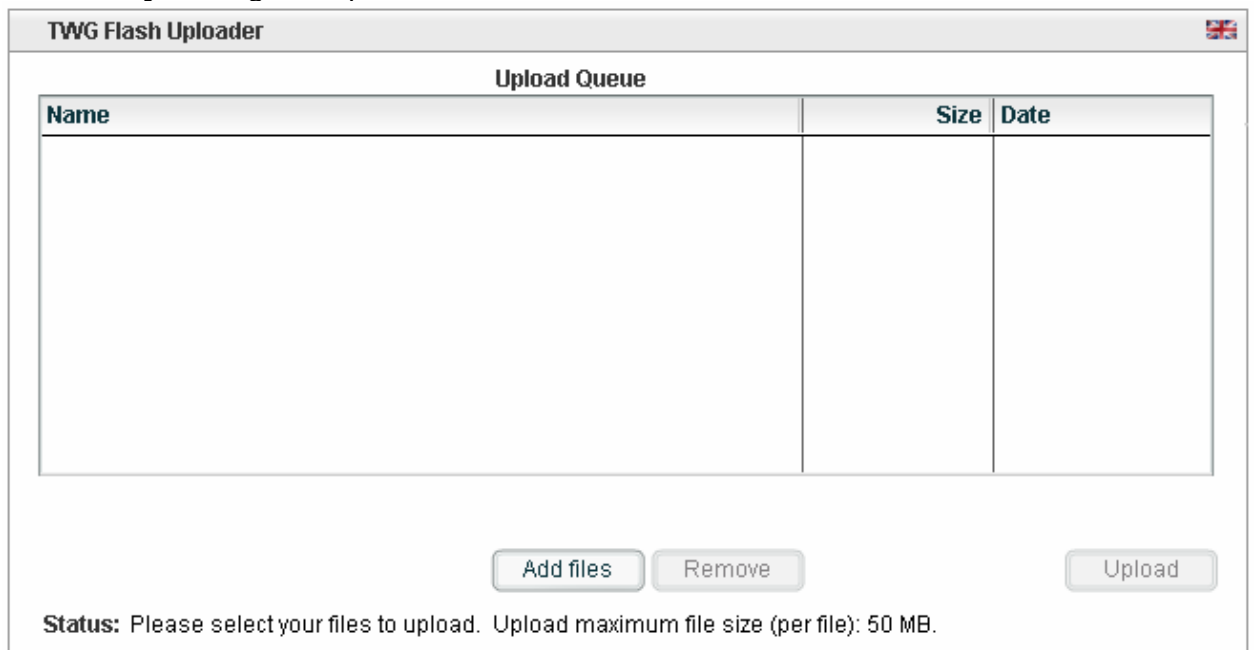 TWG Flash Uploader
Upload Queue
Name Size Date
Add files Remove Upload
Status: Please select your files to upload. Upload maximum file size (per file): 50 MB.